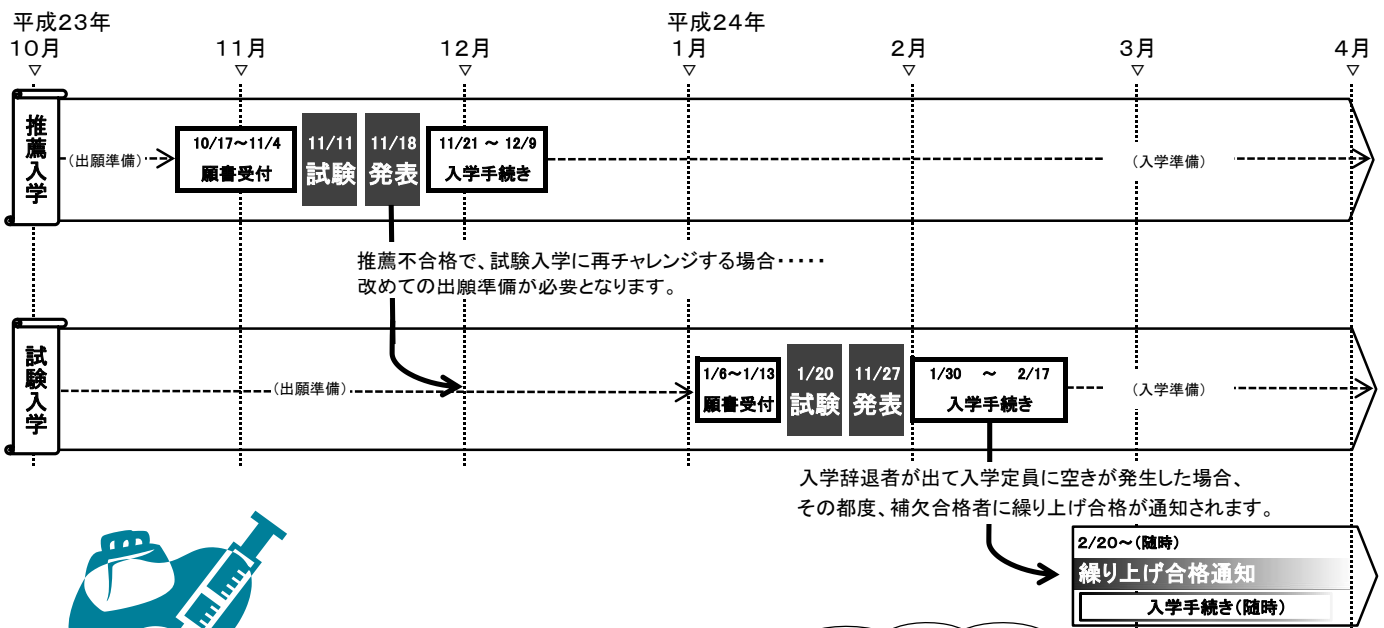 平成23年
平成24年
10月
11月
12月
1月
2月
3月
4月
推薦入学
(出願準備)
10/17～11/4
願書受付
11/11
試験
11/18
発表
11/21 ～ 12/9
入学手続き
(入学準備)
推薦不合格で、試験入学に再チャレンジする場合・・・・・
改めての出願準備が必要となります。
試験入学
(出願準備)
1/6～1/13
願書受付
1/20
試験
11/27
発表
1/30 ～ 2/17
入学手続き
(入学準備)
入学辞退者が出て入学定員に空きが発生した場合、
その都度、補欠合格者に繰り上げ合格が通知されます。
2/20～(随時)
繰り上げ合格通知
入学手続き(随時)